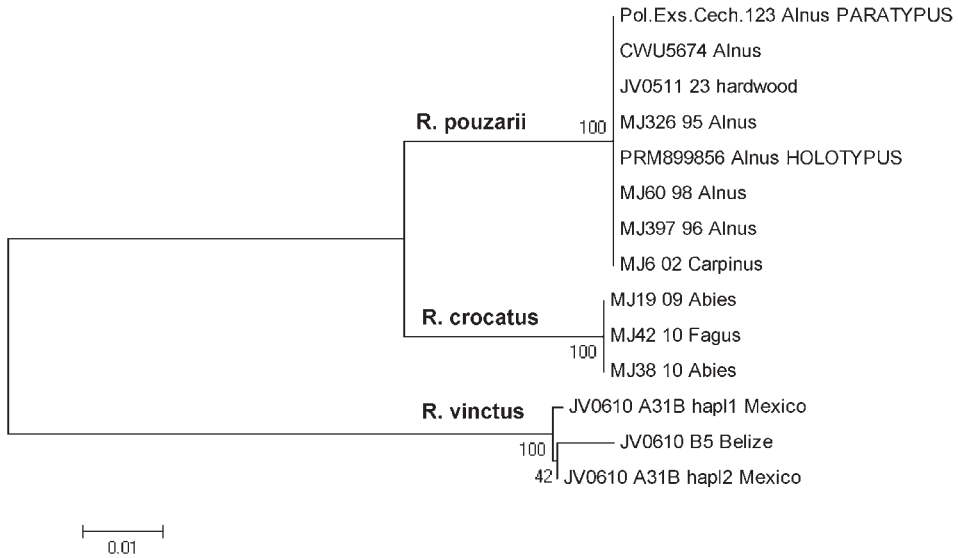 Pol.Exs.Cech.123 Alnus PARATYPUS
CWU5674 Alnus
JV0511 23 hardwood
R. pouzarii
100
MJ326 95 Alnus
PRM899856 Alnus HOLOTYPUS
MJ60 98 Alnus
MJ397 96 Alnus
MJ6 02 Carpinus
MJ19 09 Abies
R. crocatus
MJ42 10 Fagus
100
MJ38 10 Abies
R. vinctus
JV0610 A31B hapl1 Mexico
100
JV0610 B5 Belize
42
JV0610 A31B hapl2 Mexico
0.01